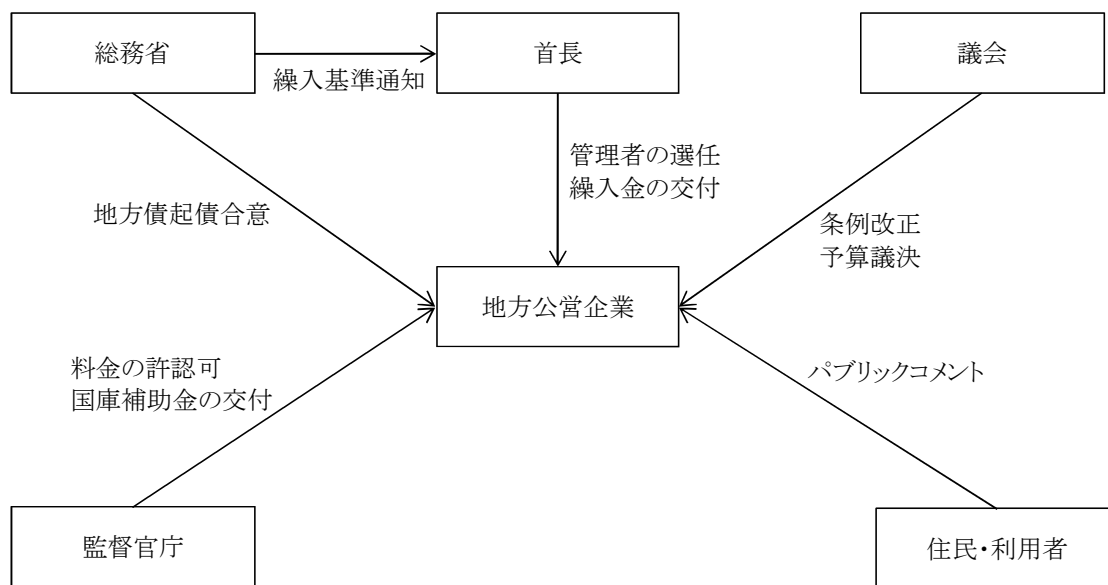 総務省
首長
議会
繰入基準通知
管理者の選任
繰入金の交付
地方債起債合意
条例改正
予算議決
地方公営企業
料金の許認可
国庫補助金の交付
パブリックコメント
監督官庁
住民・利用者